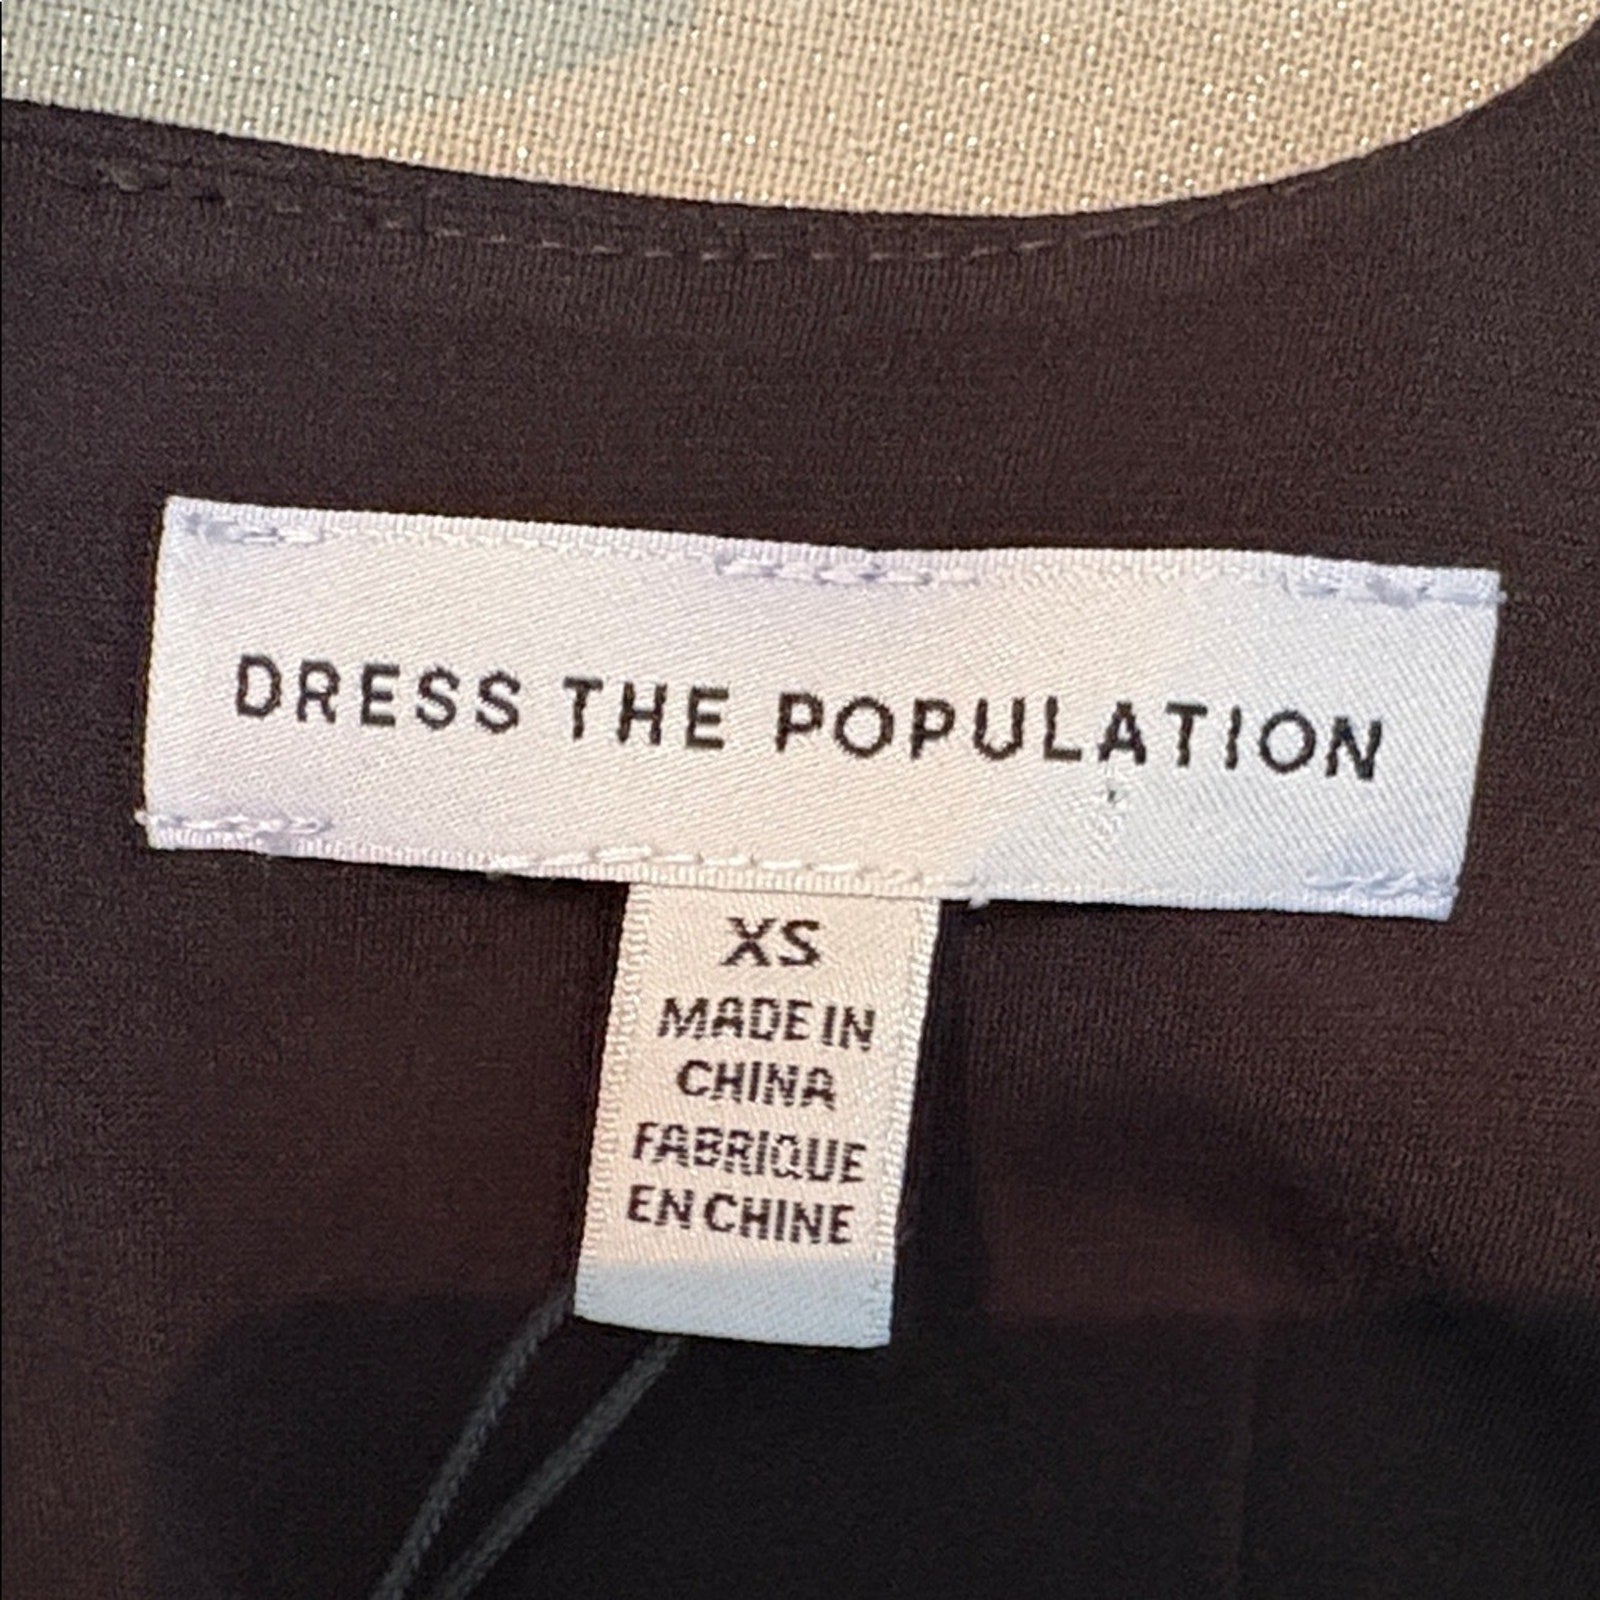 DRESS THE POPULATION
XS
MADE IN
CHINA
FABRIQUE
EN CHINE